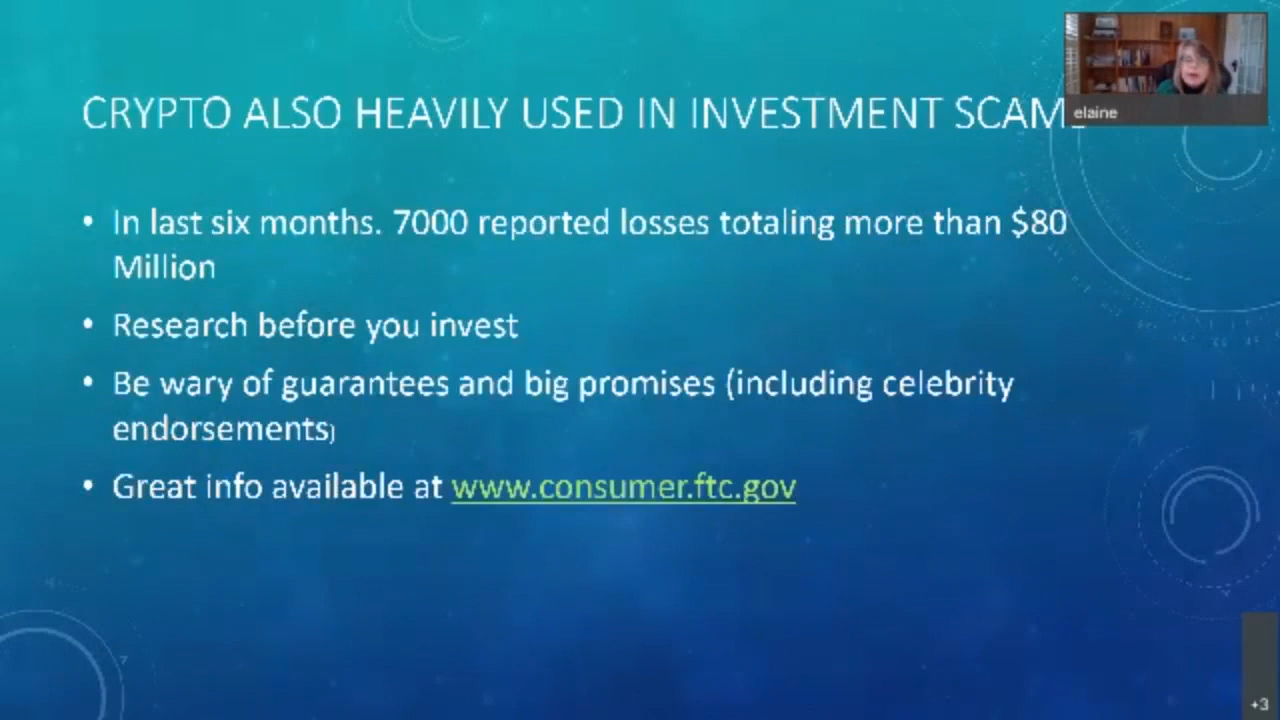 CRYPTO ALSO HEAVILY USED IN INVESTMENT SCAMS
elaine
• In last six months. 7000 reported losses totaling more than $80
Million
• Research before you invest
• Be wary of guarantees and big promises (including celebrity
endorsements)
• Great info available at www.consumer.ftc.gov
+3